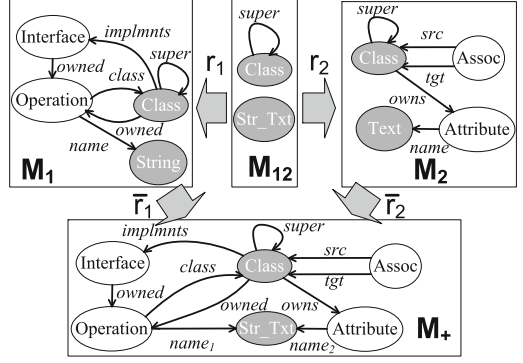 implmnts
Interface
super
owned
class
Operation
Class
owned
name
String
M1
r1
super
Class
Str_Txt
M12
r2
super
src
Class
Assoc
tgt
owns
Text
Attribute
name
M2
r̅1
r̅2
implmnts
super
Interface
class
Class
src
Assoc
tgt
owned
owned
owns
Operation
Str_Txt
Attribute
name1
name2
M+